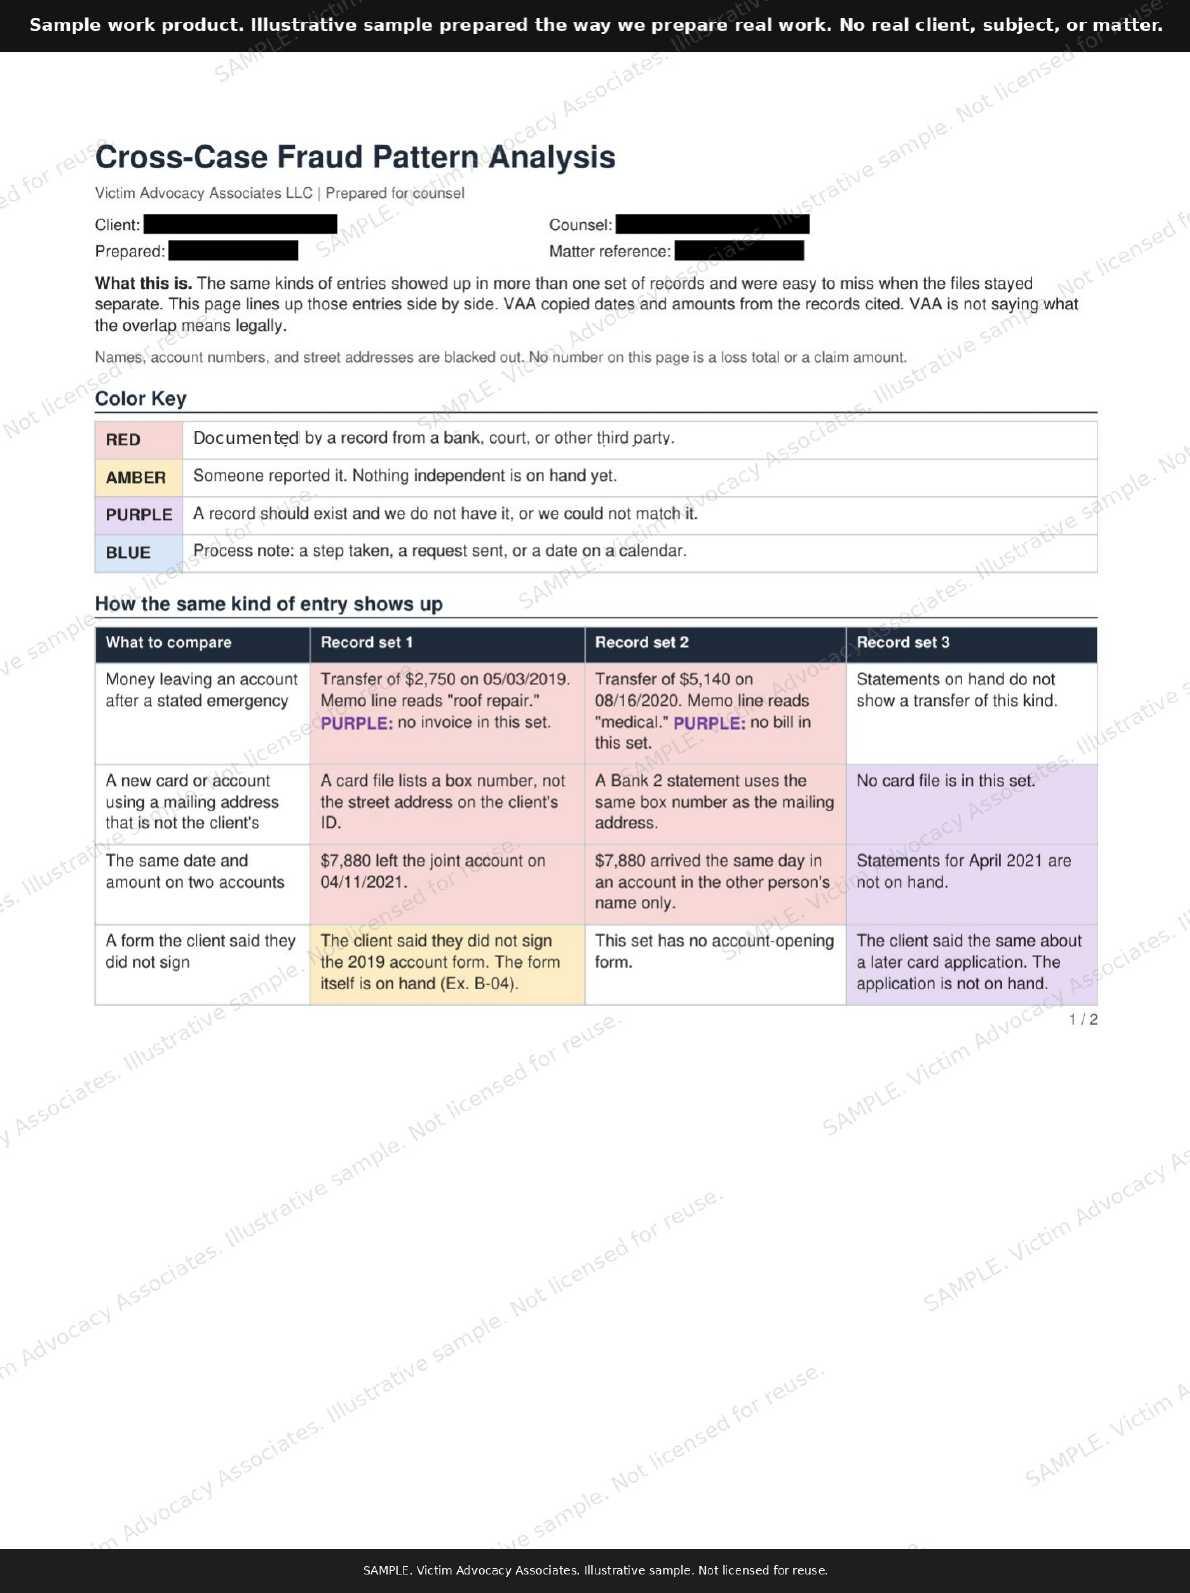 Sample work product. Illustrative sample prepared the way we prepare real work. No real client, subject, or matter.
Cross-Case Fraud Pattern Analysis
Victim Advocacy Associates LLC | Prepared for counsel
Client:
Counsel:
Prepared:
Matter reference:
What this is. The same kinds of entries showed up in more than one set of records and were easy to miss when the files stayed
separate. This page lines up those entries side by side. VAA copied dates and amounts from the records cited. VAA is not saying what
the overlap means legally.
Names, account numbers, and street addresses are blacked out. No number on this page is a loss total or a claim amount.
Color Key
RED
Documented by a record from a bank, court, or other third party.
AMBER
Someone reported it. Nothing independent is on hand yet.
PURPLE
A record should exist and we do not have it, or we could not match it.
BLUE
Process note: a step taken, a request sent, or a date on a calendar.
How the same kind of entry shows up
What to compare
Record set 1
Record set 2
Record set 3
Money leaving an account
after a stated emergency
Transfer of $2,750 on 05/03/2019.
Memo line reads "roof repair."
PURPLE: no invoice in this set.
Transfer of $5,140 on
08/16/2020. Memo line reads
"medical." PURPLE: no bill in
this set.
Statements on hand do not
show a transfer of this kind.
A new card or account
using a mailing address
that is not the client's
A card file lists a box number, not
the street address on the client's
ID.
A Bank 2 statement uses the
same box number as the mailing
address.
No card file is in this set.
The same date and
amount on two accounts
$7,880 left the joint account on
04/11/2021.
$7,880 arrived the same day in
an account in the other person's
name only.
Statements for April 2021 are
not on hand.
A form the client said they
did not sign
The client said they did not sign
the 2019 account form. The form
itself is on hand (Ex. B-04).
This set has no account-opening
form.
The client said the same about
a later card application. The
application is not on hand.
1 / 2
SAMPLE. Victim Advocacy Associates. Illustrative sample. Not licensed for reuse.
SAMPLE. Victim Advocacy Associates. Illustrative sample. Not licensed for reuse.